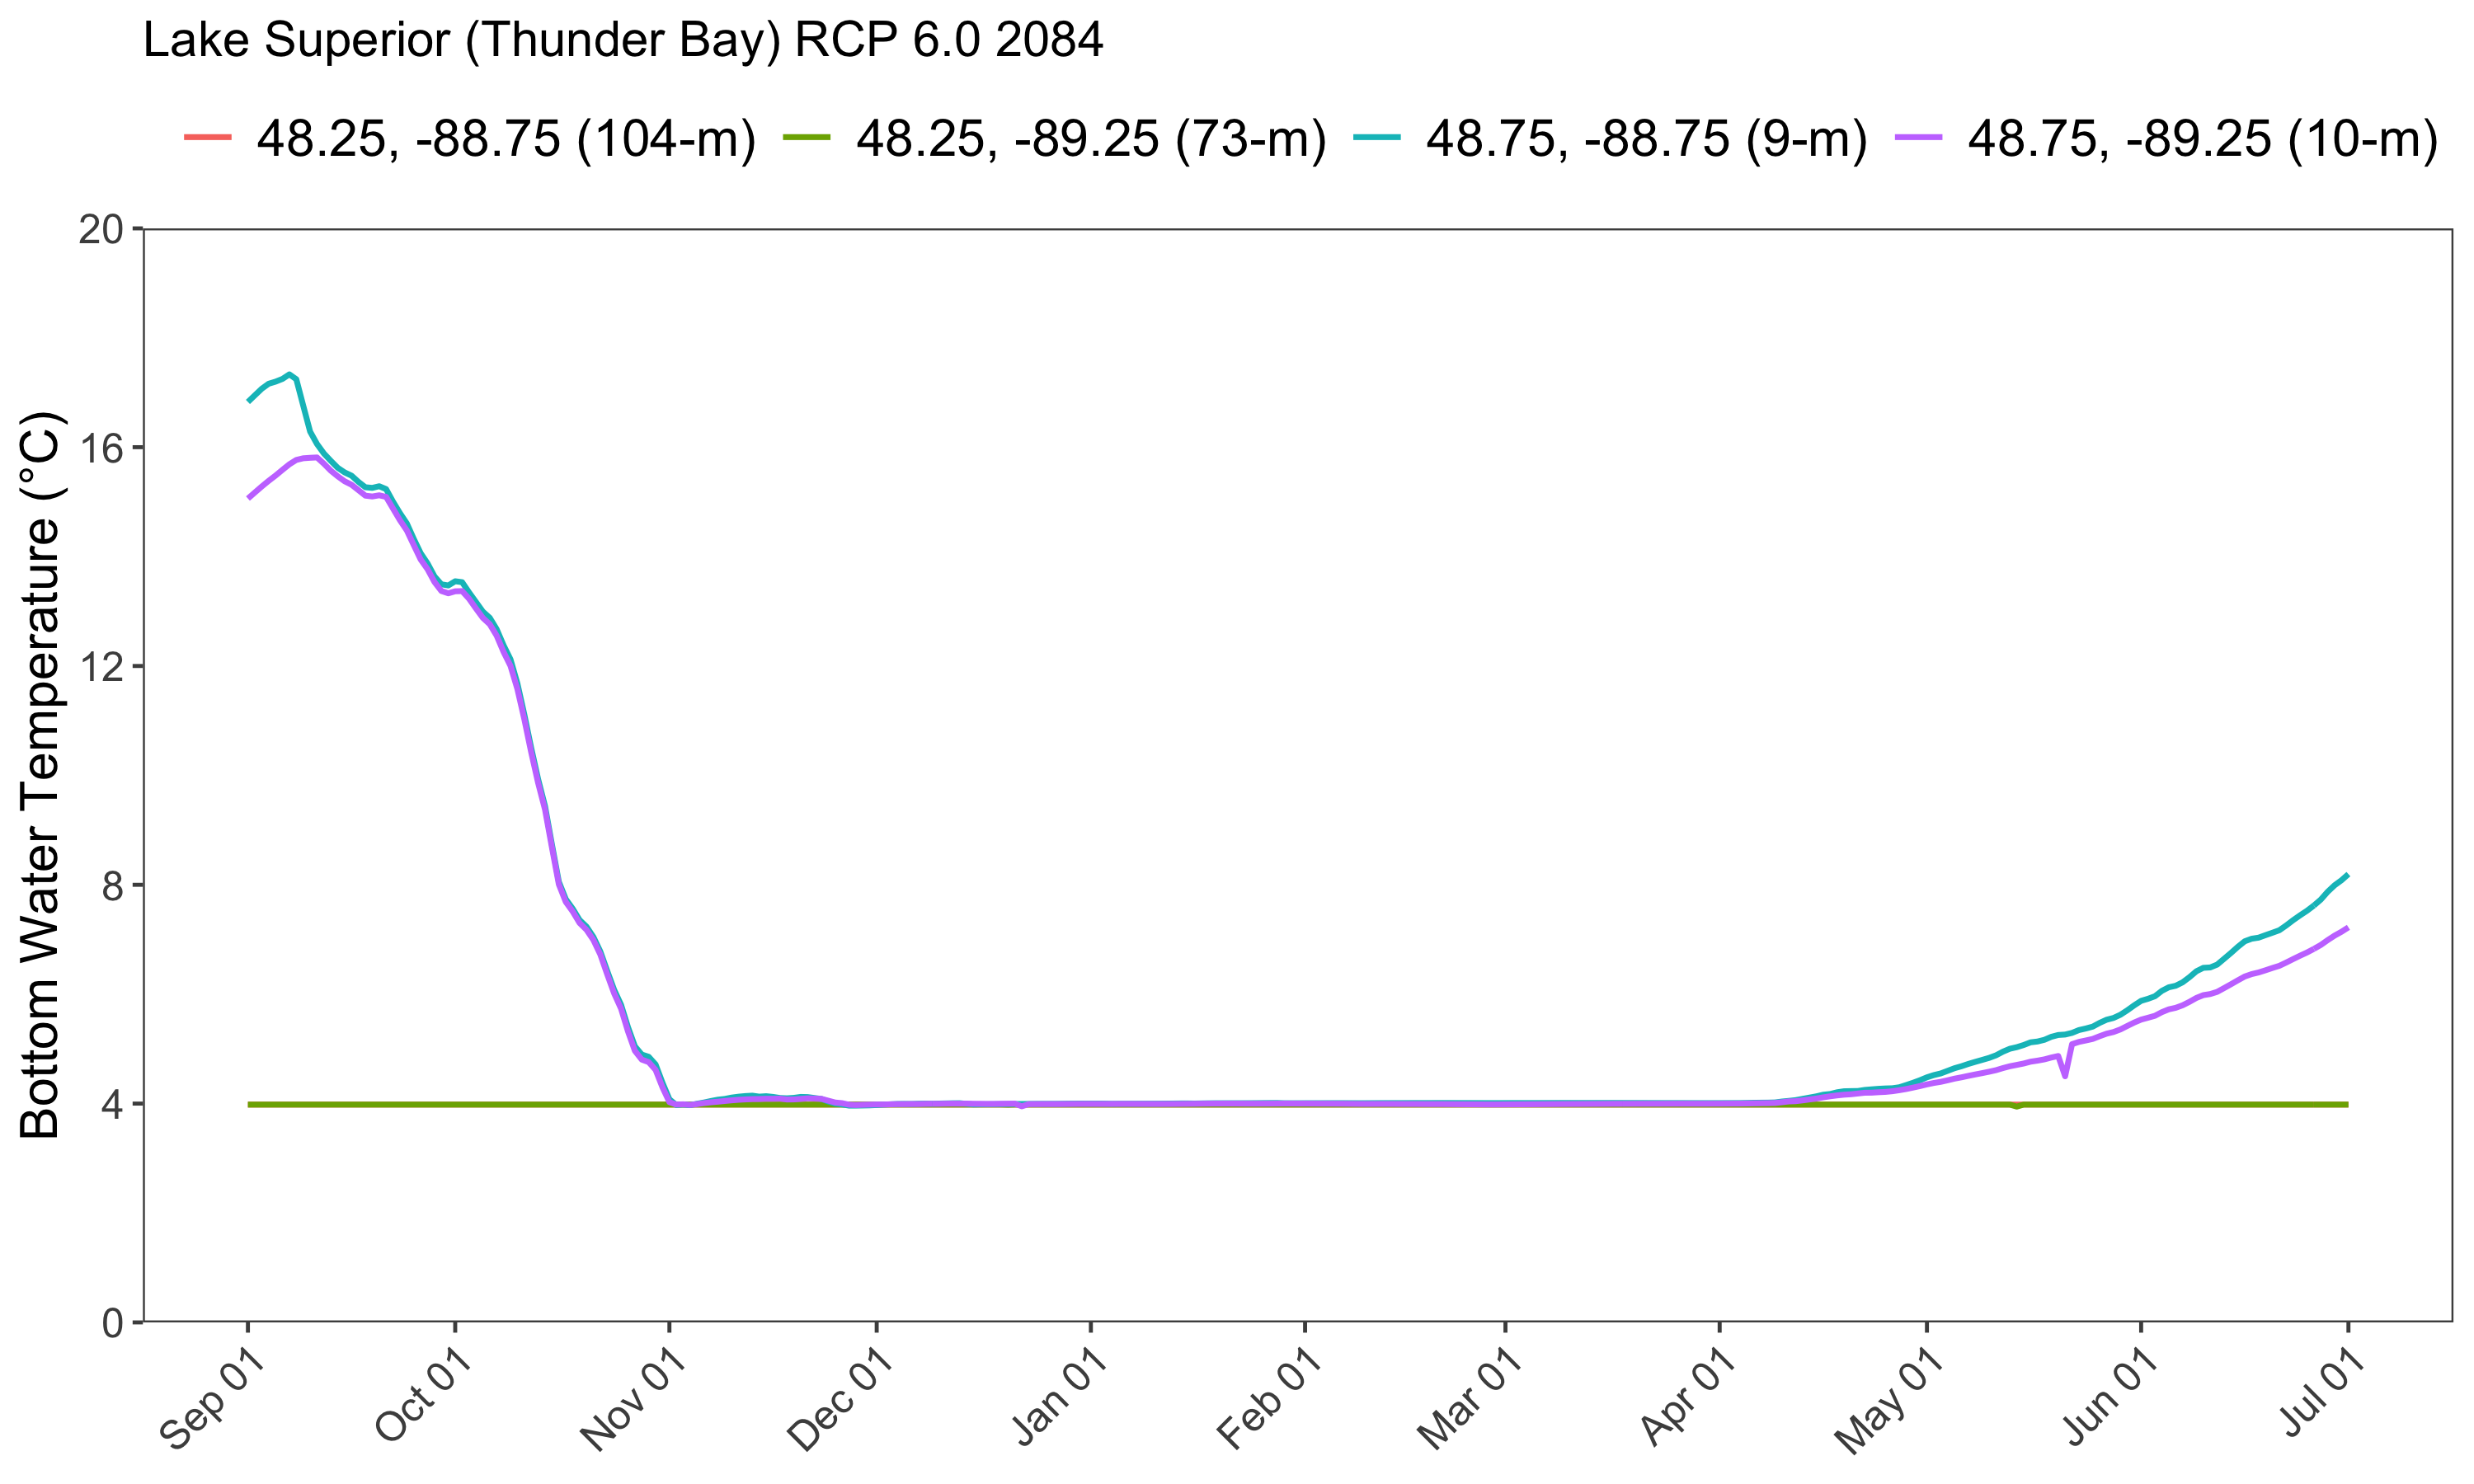 Lake Superior (Thunder Bay) RCP 6.0 2084
48.25, -88.75 (104-m) 48.25, -89.25 (73-m) 48.75, -88.75 (9-m) 48.75, -89.25 (10-m)
Bottom Water Temperature (°C)
20
16
12
8
4
0
Sep 01 Oct 01 Nov 01 Dec 01 Jan 01 Feb 01 Mar 01 Apr 01 May 01 Jun 01 Jul 01